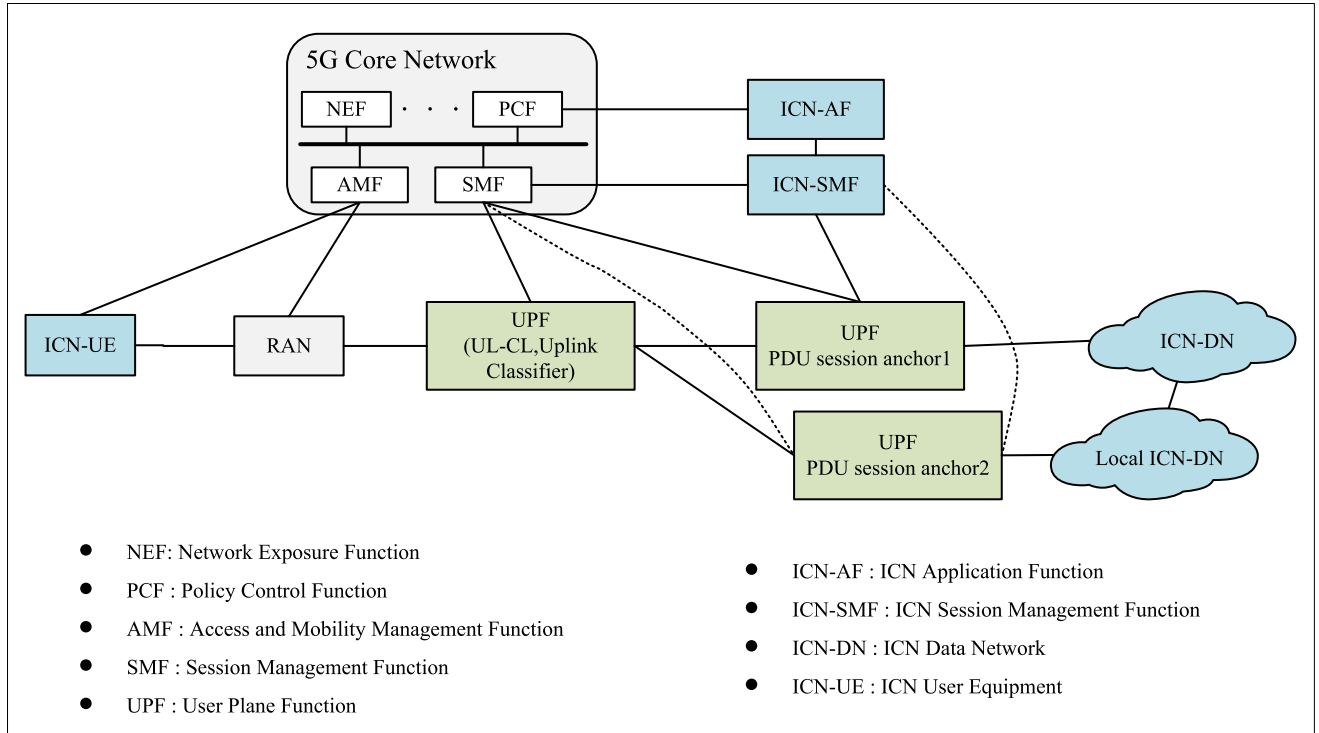 5G Core Network
NEF · · · PCF
AMF SMF
ICN-AF
ICN-SMF
ICN-UE
RAN
UPF
(UL-CL,Uplink
Classifier)
UPF
PDU session anchor1
ICN-DN
UPF
PDU session anchor2
Local ICN-DN
● NEF: Network Exposure Function
● PCF : Policy Control Function
● AMF : Access and Mobility Management Function
● SMF : Session Management Function
● UPF : User Plane Function
● ICN-AF : ICN Application Function
● ICN-SMF : ICN Session Management Function
● ICN-DN : ICN Data Network
● ICN-UE : ICN User Equipment